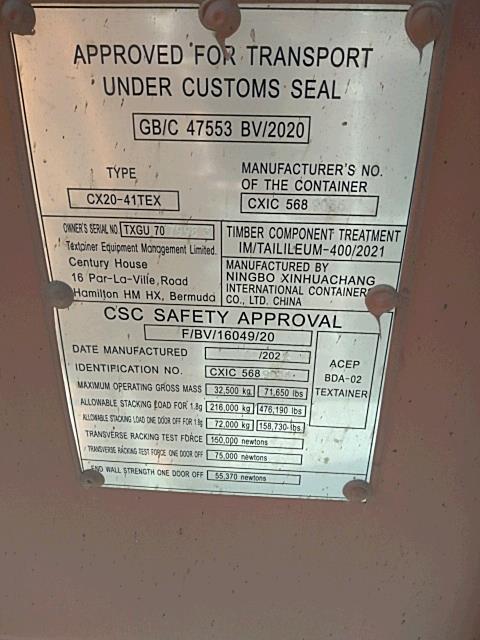 APPROVED FOR TRANSPORT
UNDER CUSTOMS SEAL
GB/C 47553 BV/2020
TYPE
CX20-41TEX
MANUFACTURER'S NO.
OF THE CONTAINER
CXIC 568
OWNER'S SERIAL NO TXGU 70
Textainer Equipment Management Limited.
Century House
16 Par-La-Ville,Road
Hamilton HM HX, Bermuda
TIMBER COMPONENT TREATMENT
IM/TAILILEUM-400/2021
MANUFACTURED BY
NINGBO XINHUACHANG
INTERNATIONAL CONTAINERS
CO., LTD. CHINA
CSC SAFETY APPROVAL
F/BV/16049/20
DATE MANUFACTURED /202
IDENTIFICATION NO. CXIC 568
MAXIMUM OPERATING GROSS MASS 32,500 kg 71,650 lbs
ALLOWABLE STACKING LOAD FOR 1.8g 216,000 kg 476,190 lbs
ALLOWABLE STACKING LOAD ONE DOOR OFF FOR 1.8g 72,000 kg 158,730 lbs
TRANSVERSE RACKING TEST FORCE 150,000 newtons
TRANSVERSE RACKING TEST FORCE ONE DOOR OFF 75,000 newtons
END WALL STRENGTH ONE DOOR OFF 55,370 newtons
ACEP
BDA-02
TEXTAINER